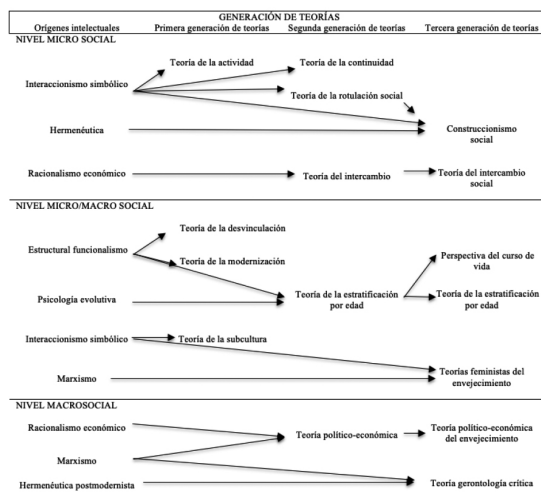 GENERACIÓN DE TEORÍAS
Orígenes intelectuales Primera generación de teorías Segunda generación de teorías Tercera generación de teorías
NIVEL MICRO SOCIAL
Teoría de la actividad Teoría de la continuidad
Interaccionismo simbólico
Teoría de la rotulación social
Hermenéutica Construccionismo
social
Racionalismo económico Teoría del intercambio Teoría del intercambio
social
NIVEL MICRO/MACRO SOCIAL
Teoría de la desvinculación
Estructural funcionalismo Perspectiva del curso de
vida
Teoría de la modernización
Psicología evolutiva Teoría de la estratificación Teoría de la estratificación
por edad por edad
Interaccionismo simbólico Teoría de la subcultura
Marxismo Teorías feministas del
envejecimiento
NIVEL MACROSOCIAL
Racionalismo económico
Teoría político-económica Teoría político-económica
del envejecimiento
Marxismo
Hermenéutica postmodernista Teoría gerontología crítica